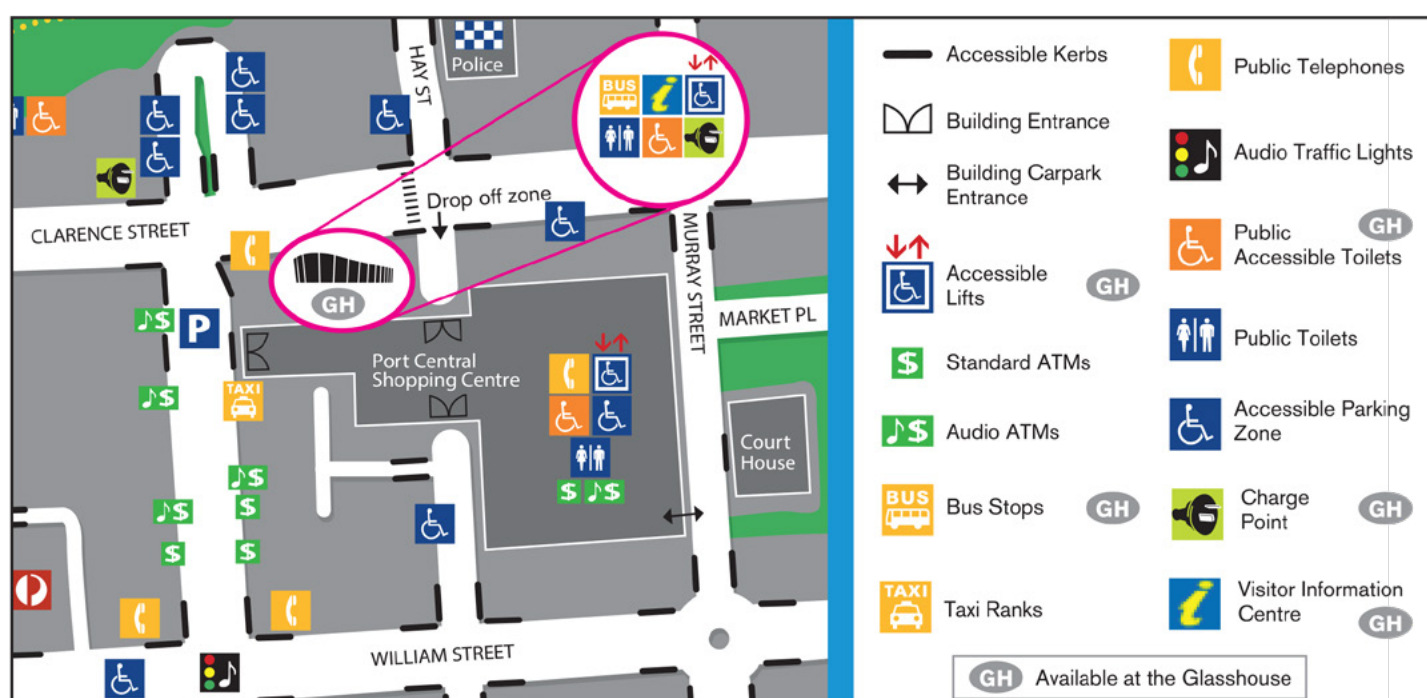 Police
HAY ST
BUS
i
Drop off zone
CLARENCE STREET
GH
MURRAY STREET
MARKET PL
P
Port Central
Shopping Centre
TAXI
$
$
$
$
$
$
$
$
$
Court
House
WILLIAM STREET
Accessible Kerbs
Building Entrance
Building Carpark
Entrance
Accessible
Lifts
GH
$
Standard ATMs
$
Audio ATMs
BUS
Bus Stops
GH
TAXI
Taxi Ranks
Public Telephones
Audio Traffic Lights
Public
Accessible Toilets
GH
Public Toilets
Accessible Parking
Zone
Charge
Point
GH
i
Visitor Information
Centre
GH
GH Available at the Glasshouse